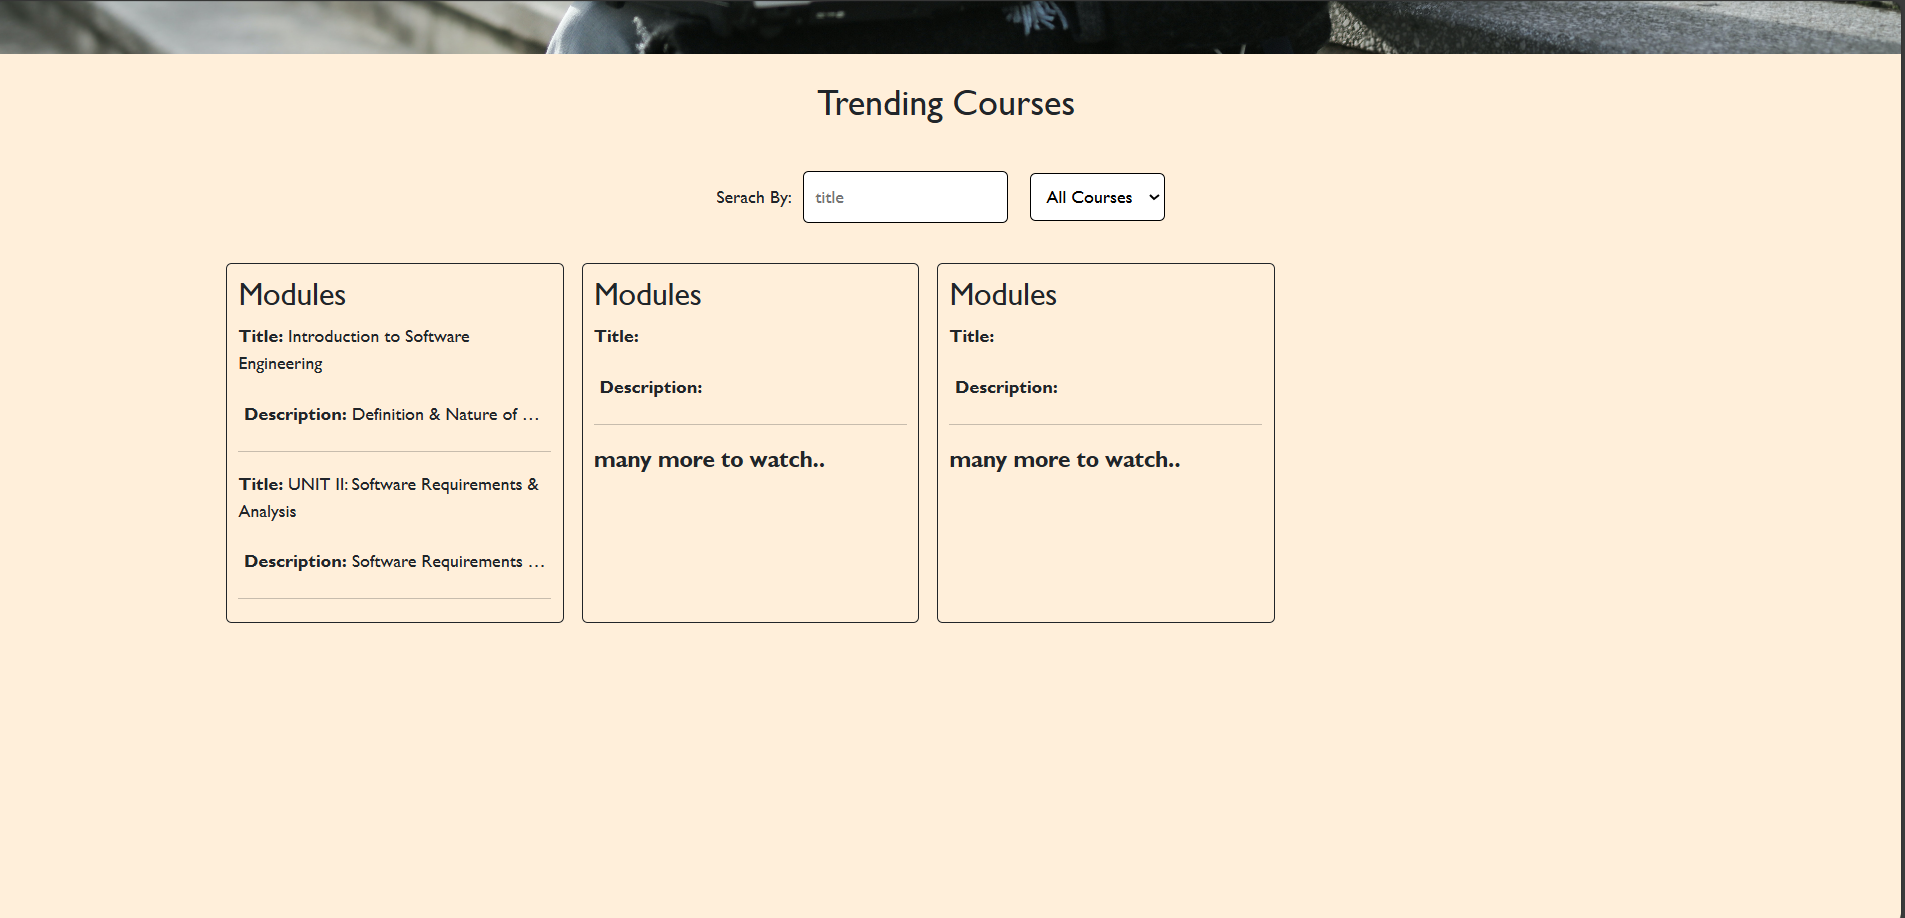 Trending Courses
Serach By: title All Courses
Modules
Title: Introduction to Software
Engineering
Description: Definition & Nature of ...
Title: UNIT II: Software Requirements &
Analysis
Description: Software Requirements ...
Modules
Title:
Description:
many more to watch..
Modules
Title:
Description:
many more to watch..